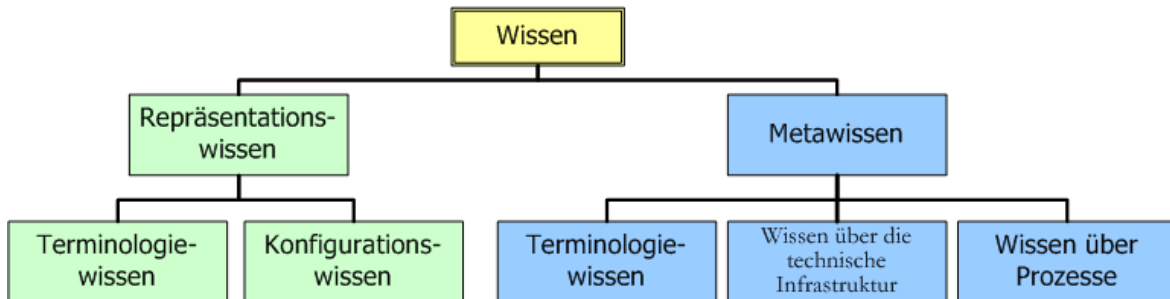 Wissen
Repräsentations-
wissen
Metawissen
Terminologie-
wissen
Konfigurations-
wissen
Terminologie-
wissen
Wissen über die
technische
Infrastruktur
Wissen über
Prozesse